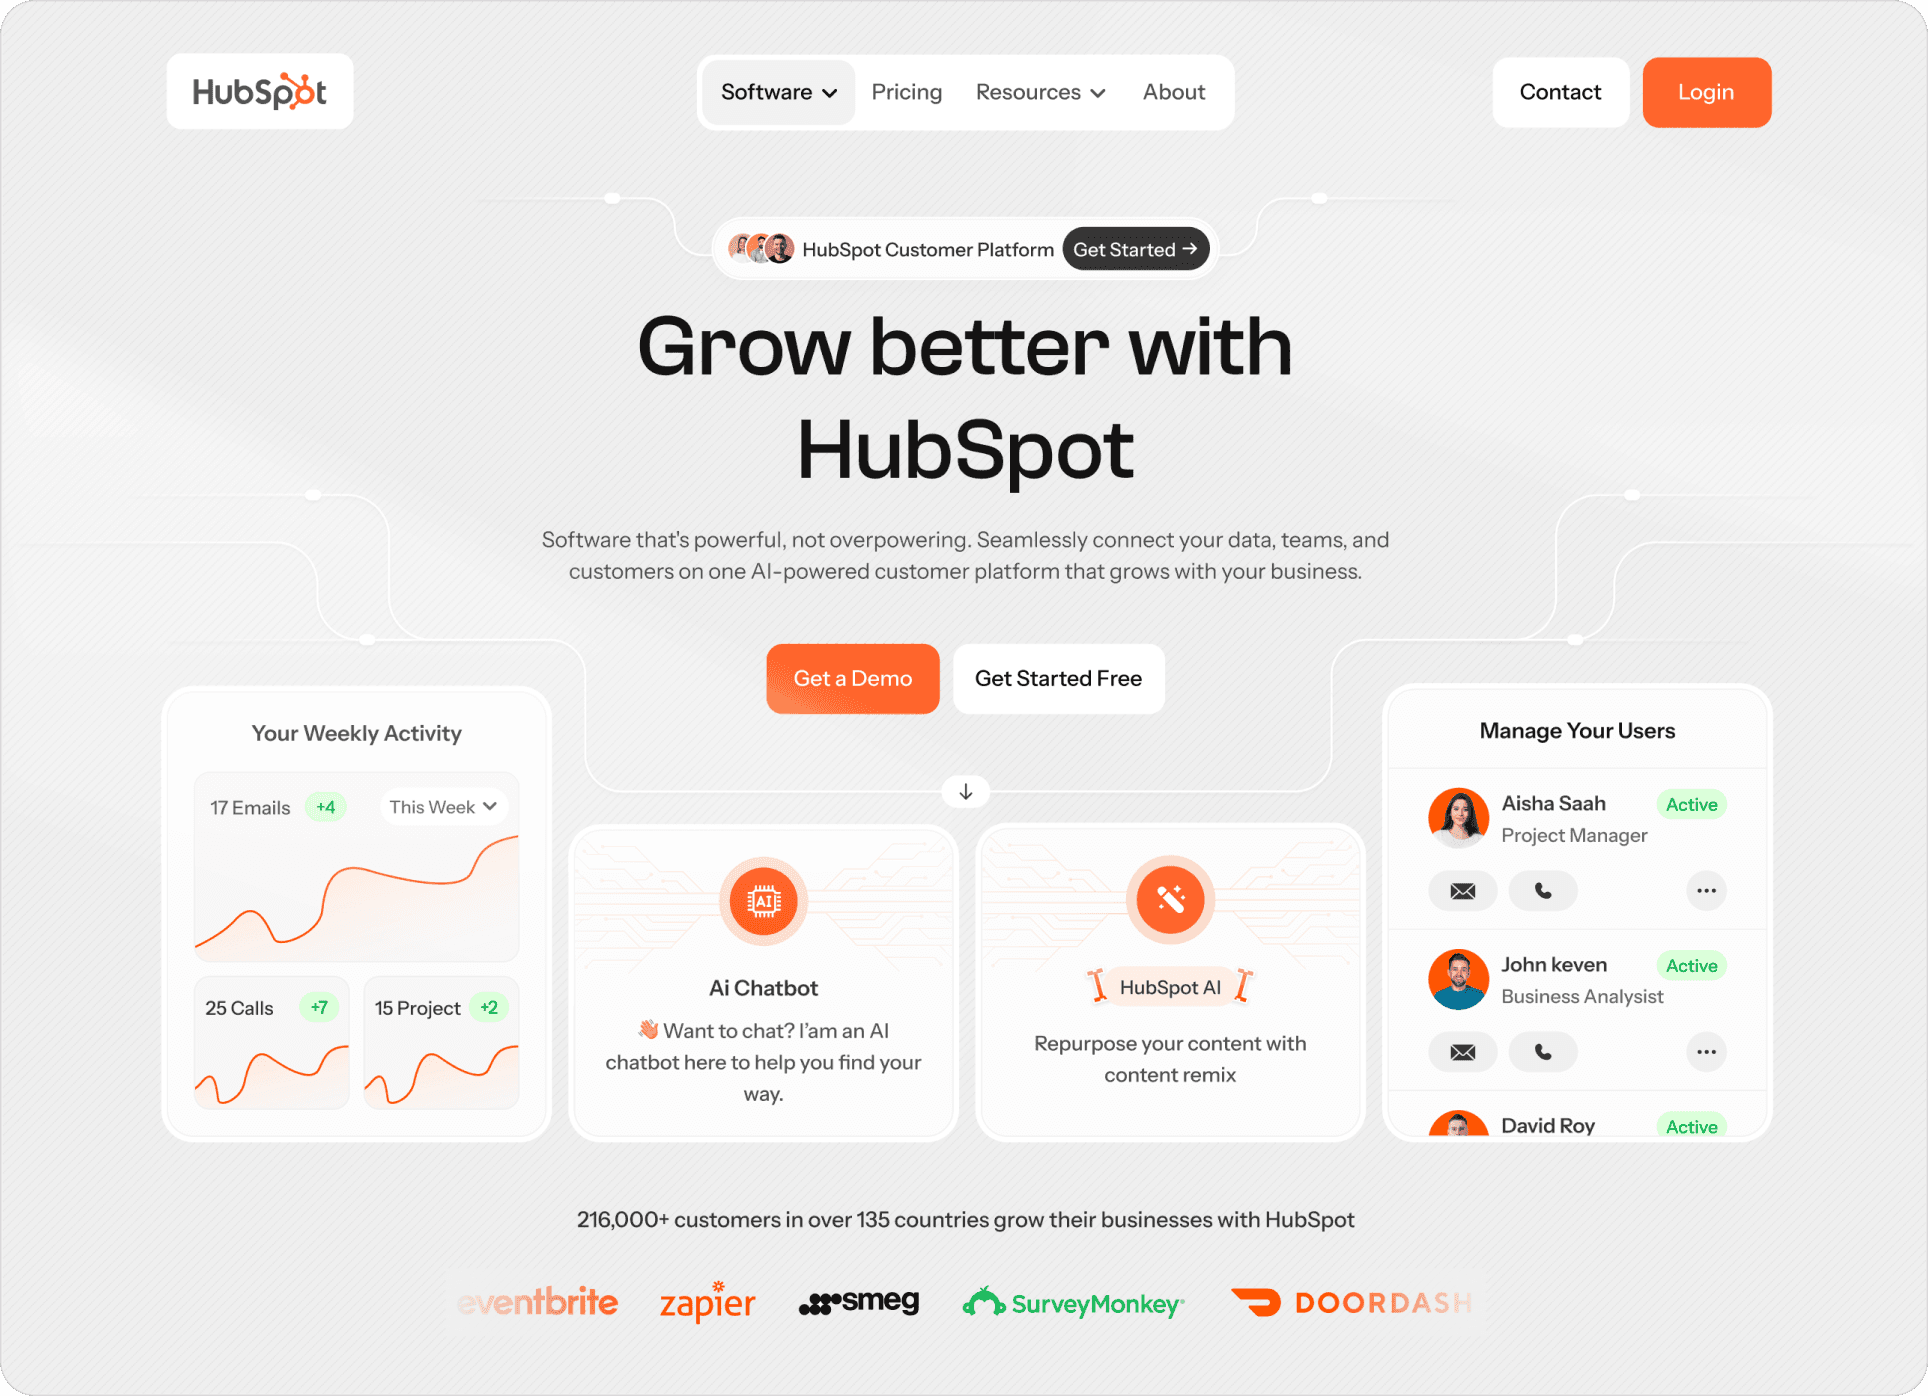 HubSpot
Software
Pricing
Resources
About
Contact
Login
HubSpot Customer Platform
Get Started →
Grow better with
HubSpot
Software that's powerful, not overpowering. Seamlessly connect your data, teams, and
customers on one AI-powered customer platform that grows with your business.
Get a Demo
Get Started Free
Your Weekly Activity
17 Emails
+4
This Week
25 Calls
+7
15 Project
+2
AI
Ai Chatbot
👋 Want to chat? I'am an AI
chatbot here to help you find your
way.
HubSpot AI
Repurpose your content with
content remix
Manage Your Users
Aisha Saah
Active
Project Manager
John keven
Active
Business Analysist
David Roy
Active
216,000+ customers in over 135 countries grow their businesses with HubSpot
eventbrite
zapier
smeg
SurveyMonkey
DOORDASH